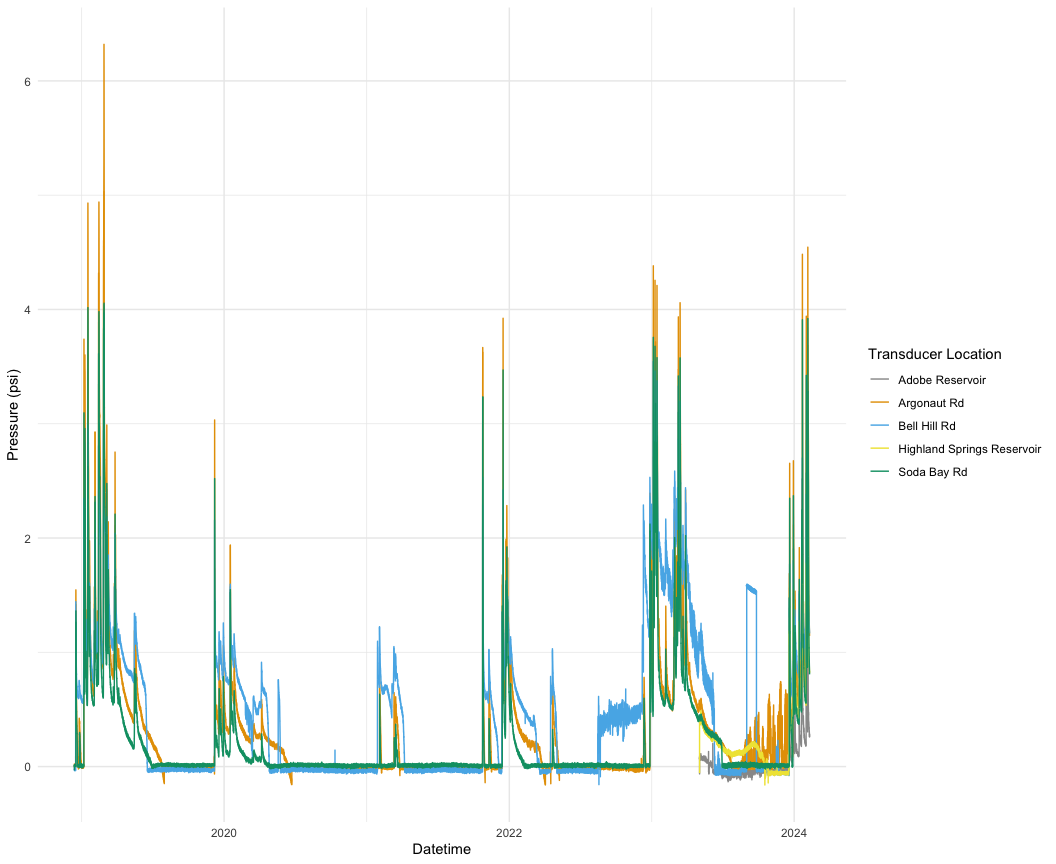 6
4
2
0
Pressure (psi)
2020
2022
2024
Datetime
Transducer Location
Adobe Reservoir
Argonaut Rd
Bell Hill Rd
Highland Springs Reservoir
Soda Bay Rd